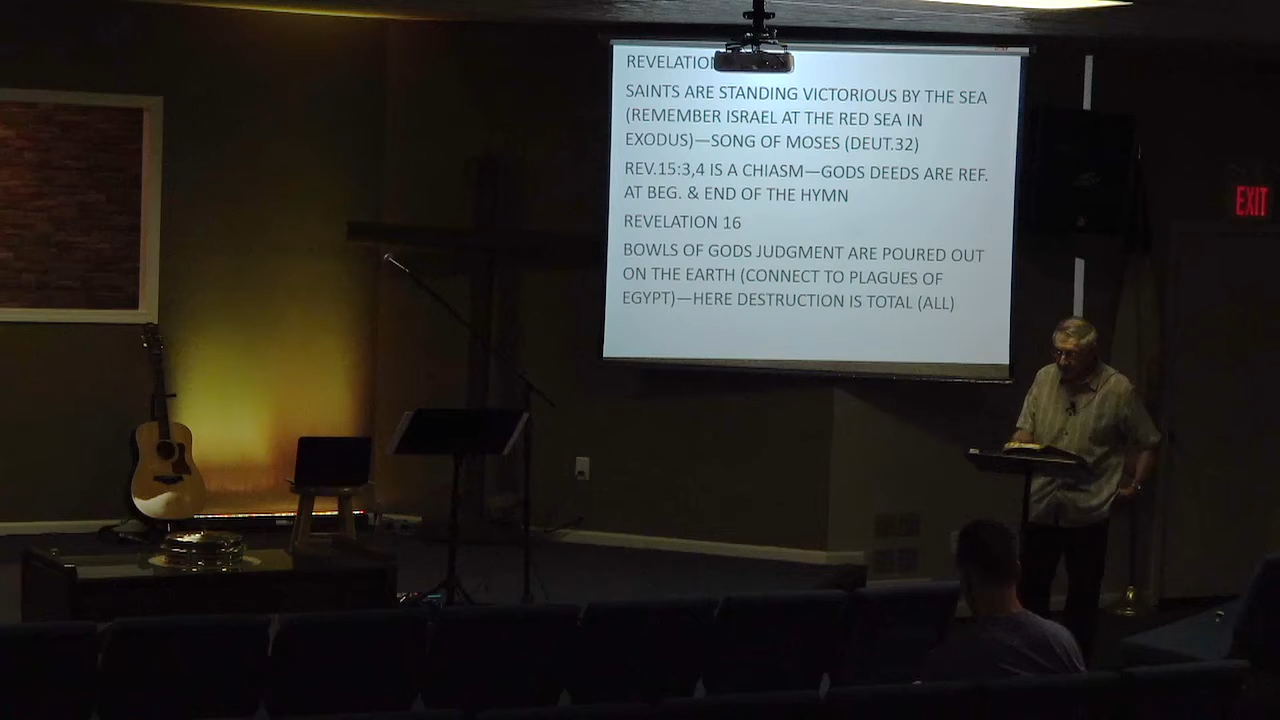 REVELATION
SAINTS ARE STANDING VICTORIOUS BY THE SEA
(REMEMBER ISRAEL AT THE RED SEA IN
EXODUS)—SONG OF MOSES (DEUT.32)
REV.15:3,4 IS A CHIASM—GODS DEEDS ARE REF.
AT BEG. & END OF THE HYMN
REVELATION 16
BOWLS OF GODS JUDGMENT ARE POURED OUT
ON THE EARTH (CONNECT TO PLAGUES OF
EGYPT)—HERE DESTRUCTION IS TOTAL (ALL)
EXIT